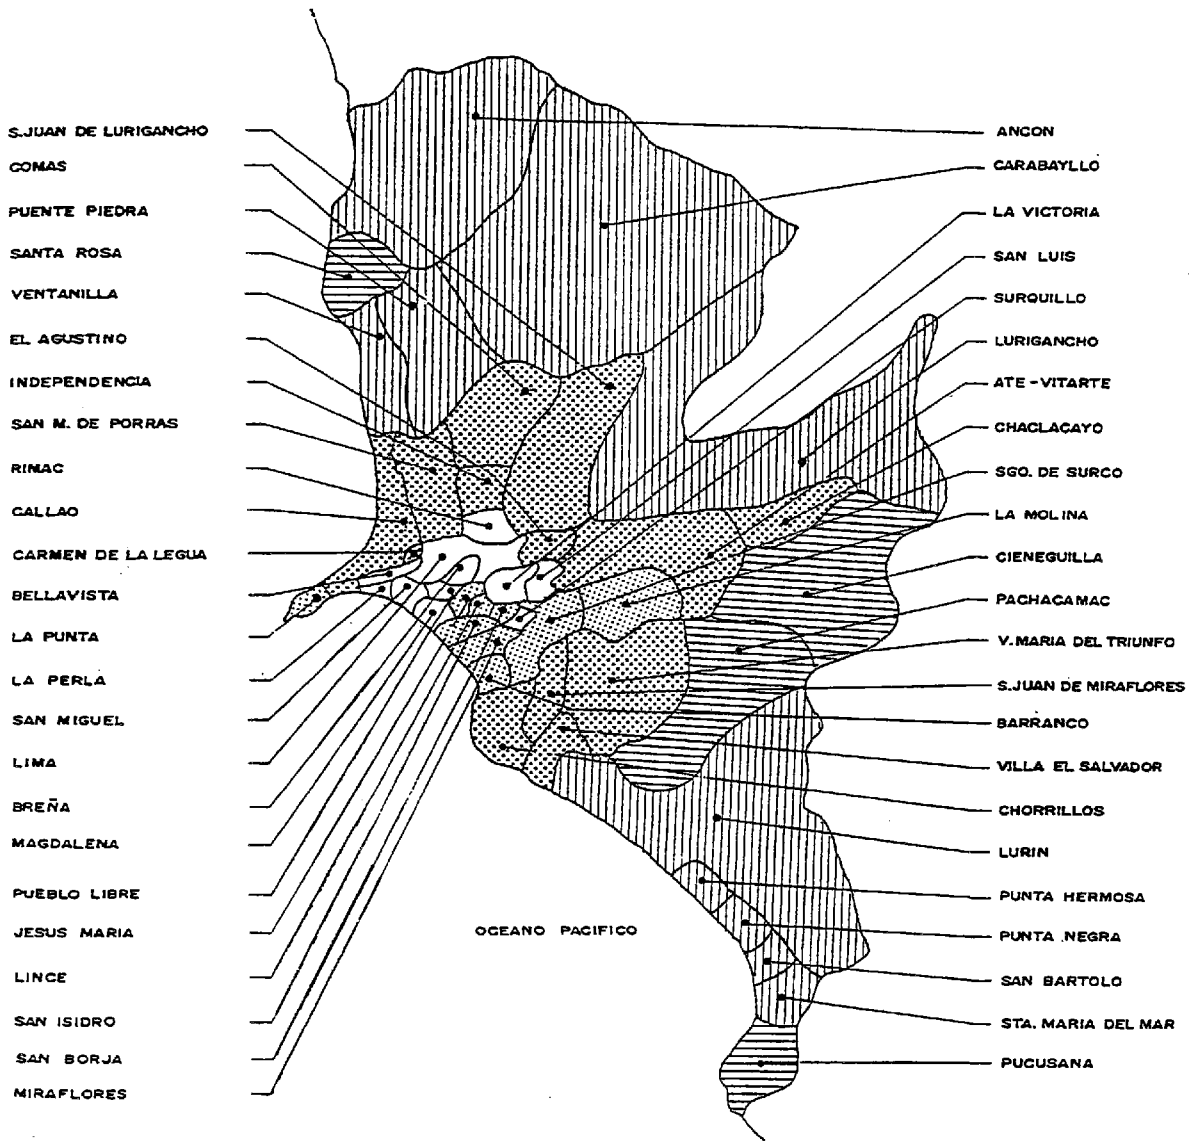 S.JUAN DE LURIGANCHO
COMAS
PUENTE PIEDRA
SANTA ROSA
VENTANILLA
EL AGUSTINO
INDEPENDENCIA
SAN M. DE PORRAS
RIMAC
CALLAO
CARMEN DE LA LEGUA
BELLAVISTA
LA PUNTA
LA PERLA
SAN MIGUEL
LIMA
BREÑA
MAGDALENA
PUEBLO LIBRE
JESUS MARIA
LINCE
SAN ISIDRO
SAN BORJA
MIRAFLORES
OCEANO PACIFICO
ANCON
CARABAYLLO
LA VICTORIA
SAN LUIS
SURQUILLO
LURIGANCHO
ATE-VITARTE
CHACLACAYO
SGO. DE SURCO
LA MOLINA
CIENEGUILLA
PACHACAMAC
V. MARIA DEL TRIUNFO
S.JUAN DE MIRAFLORES
BARRANCO
VILLA EL SALVADOR
CHORRILLOS
LURIN
PUNTA HERMOSA
PUNTA NEGRA
SAN BARTOLO
STA. MARIA DEL MAR
PUCUSANA